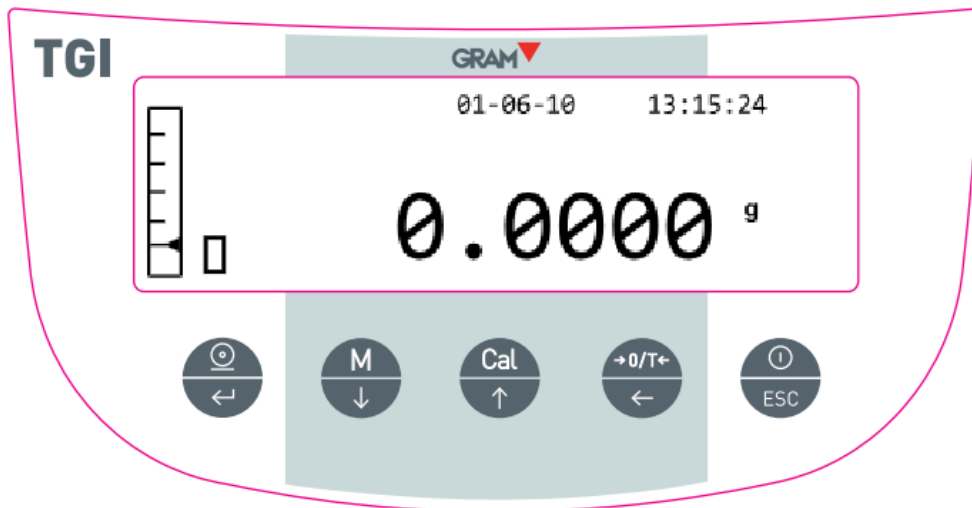 TGI
GRAM
01-06-10 13:15:24
0.0000 g
M Cal →0/T←
↓ ↑ ← ESC